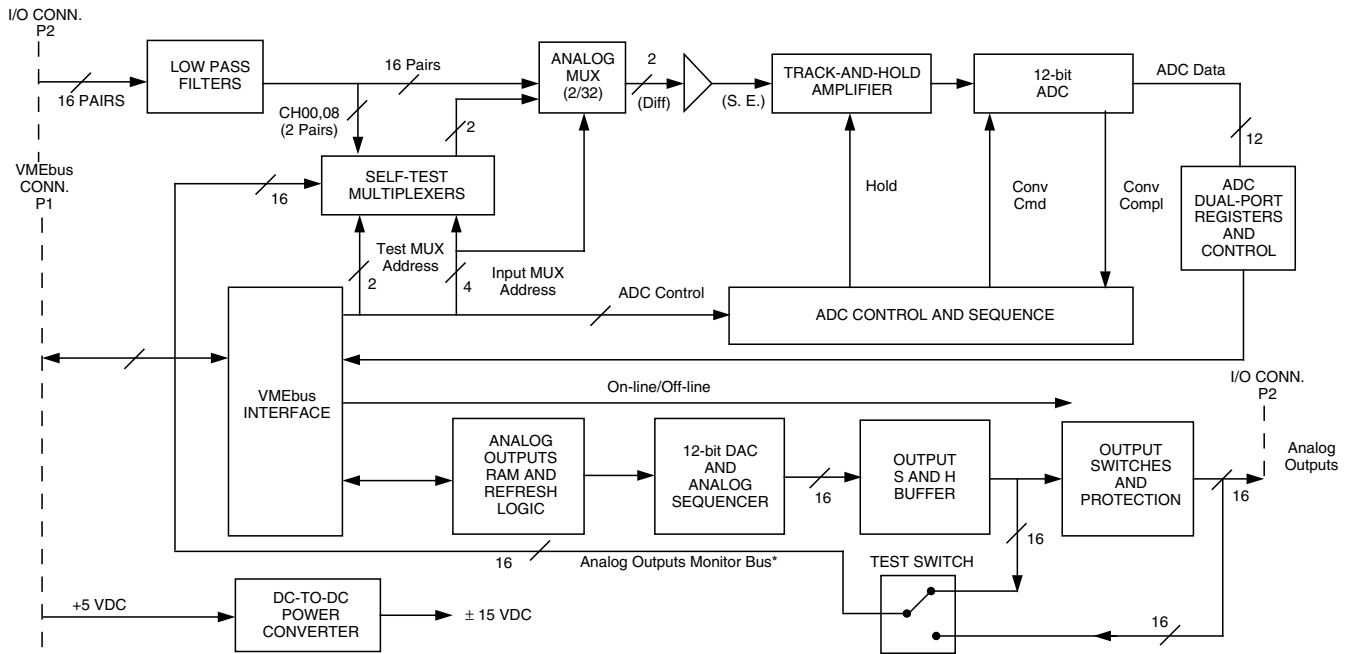 I/O CONN.
P2
LOW PASS
FILTERS
16 PAIRS
16 Pairs
CH00,08
(2 Pairs)
ANALOG
MUX
(2/32)
2
(Diff)
(S. E.)
TRACK-AND-HOLD
AMPLIFIER
12-bit
ADC
ADC Data
12
2
VMEbus
CONN.
P1
16
SELF-TEST
MULTIPLEXERS
Hold
Conv
Cmd
Conv
Compl
ADC
DUAL-PORT
REGISTERS
AND
CONTROL
Test MUX
Address
2
4
Input MUX
Address
ADC Control
ADC CONTROL AND SEQUENCE
VMEbus
INTERFACE
On-line/Off-line
I/O CONN.
P2
ANALOG
OUTPUTS
RAM AND
REFRESH
LOGIC
12-bit DAC
AND
ANALOG
SEQUENCER
16
OUTPUT
S AND H
BUFFER
OUTPUT
SWITCHES
AND
PROTECTION
Analog
Outputs
16
16
16
Analog Outputs Monitor Bus*
TEST SWITCH
+5 VDC
DC-TO-DC
POWER
CONVERTER
± 15 VDC
16